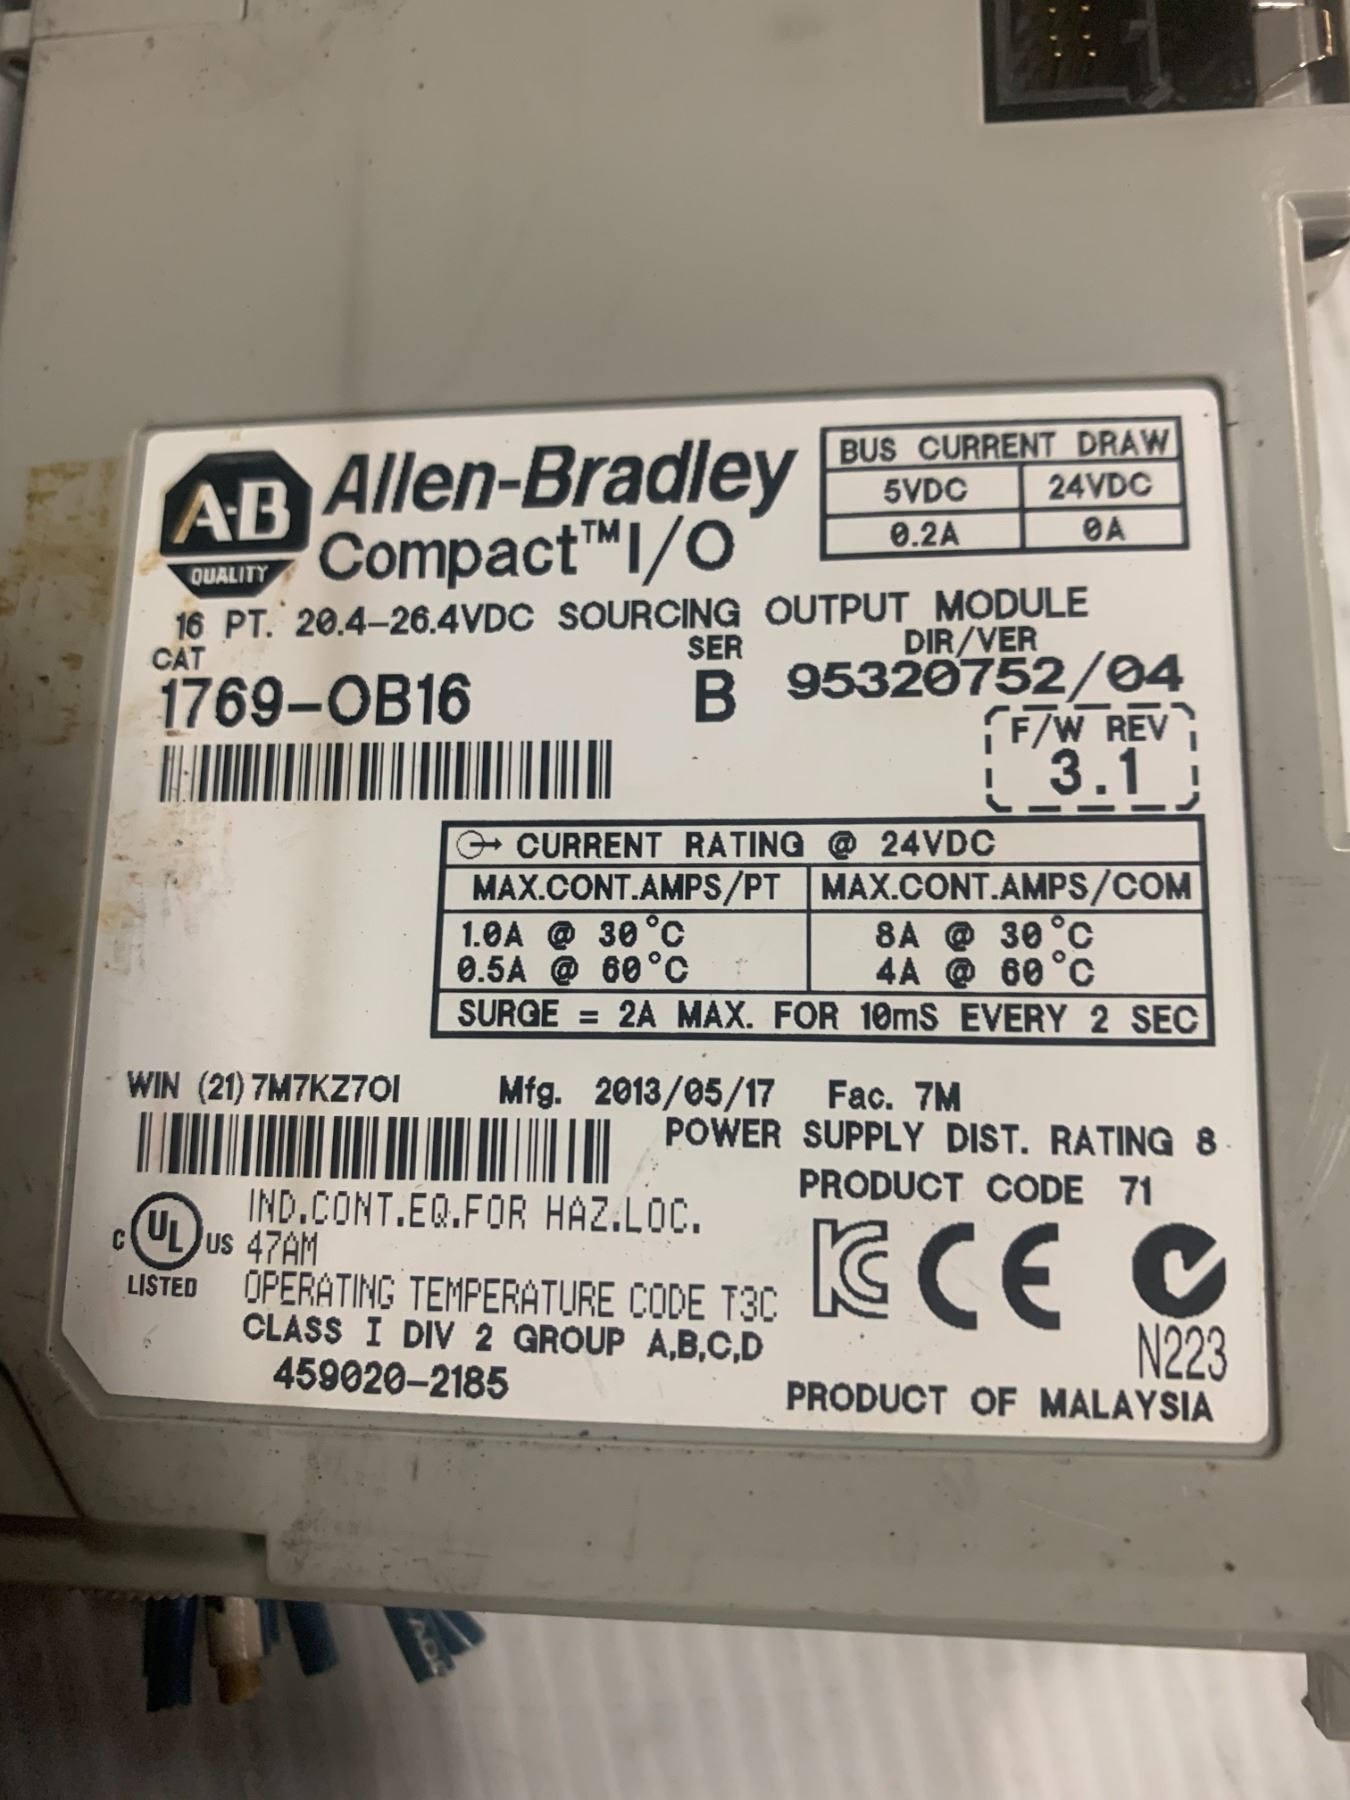 A-B
QUALITY
Allen-Bradley
Compact™ I/O
BUS CURRENT DRAW
5VDC 24VDC
0.2A 0A
16 PT. 20.4-26.4VDC SOURCING OUTPUT MODULE
CAT SER DIR/VER
1769-OB16 B 95320752/04
F/W REV
3.1
CURRENT RATING @ 24VDC
MAX.CONT.AMPS/PT MAX.CONT.AMPS/COM
1.0A @ 30°C 8A @ 30°C
0.5A @ 60°C 4A @ 60°C
SURGE = 2A MAX. FOR 10mS EVERY 2 SEC
WIN (21) 7M7KZ7OI Mfg. 2013/05/17 Fac. 7M
POWER SUPPLY DIST. RATING 8
PRODUCT CODE 71
C UL US
LISTED
IND.CONT.EQ.FOR HAZ.LOC.
47AM
OPERATING TEMPERATURE CODE T3C
CLASS I DIV 2 GROUP A,B,C,D
459020-2185
KC CE
N223
PRODUCT OF MALAYSIA